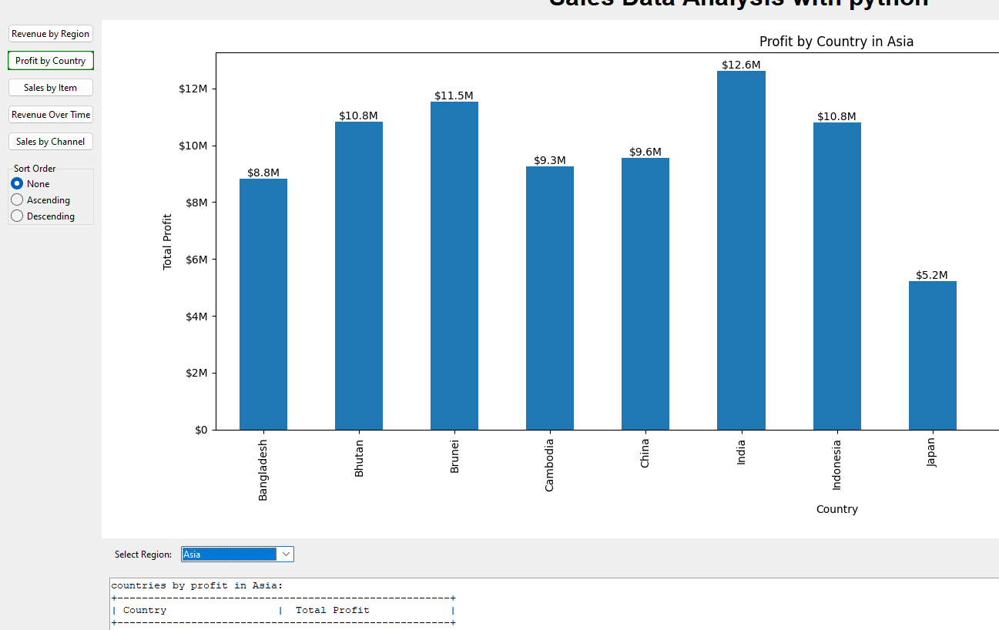 Sales Data Analysis with python
Revenue by Region
Profit by Country
Sales by Item
Revenue Over Time
Sales by Channel
Sort Order
None
Ascending
Descending
Profit by Country in Asia
$12M
$10M
$8M
$6M
$4M
$2M
$0
Total Profit
$8.8M
$10.8M
$11.5M
$9.3M
$9.6M
$12.6M
$10.8M
$5.2M
Bangladesh
Bhutan
Brunei
Cambodia
China
India
Indonesia
Japan
Country
Select Region: Asia
countries by profit in Asia:
+------------------------------------------------------+
| Country                  |  Total Profit             |
+------------------------------------------------------+